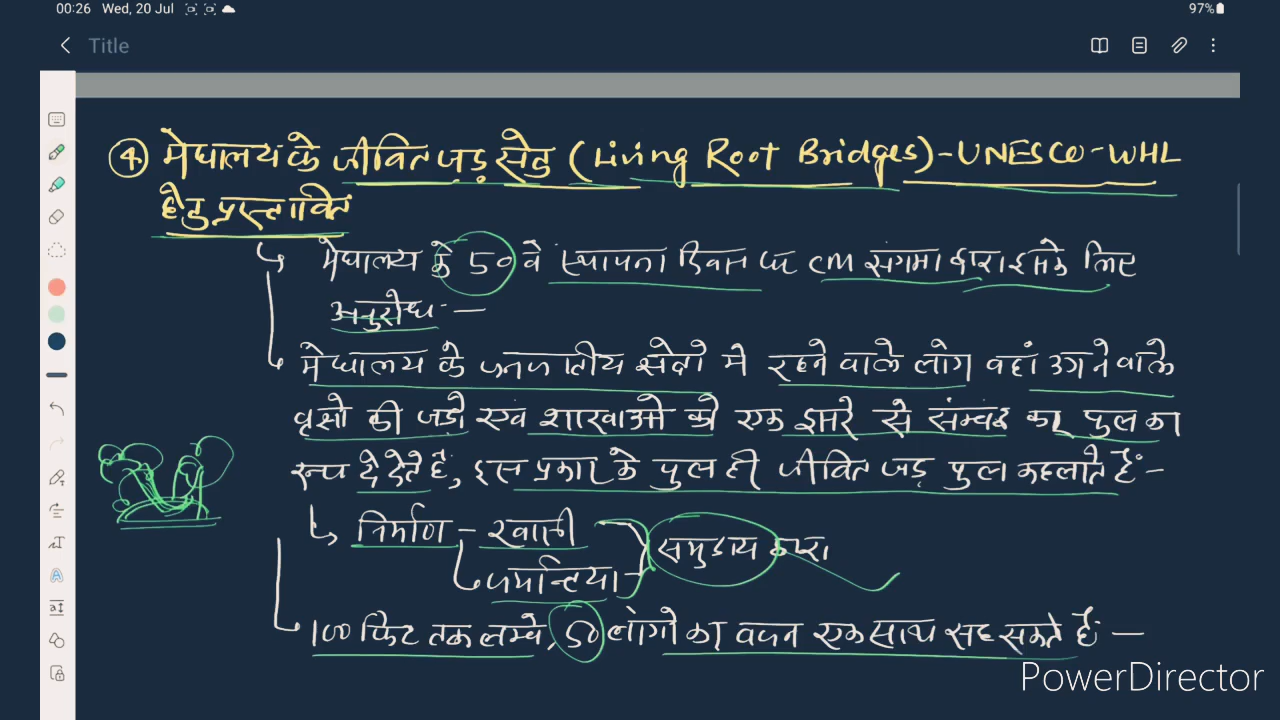 00:26 Wed, 20 Jul 97%
Title
④ मेघालय के जीवित जड़ सेतु (Living Root Bridges)-UNESCO-WHL
हेतु प्रस्तावित
मेघालय के 50 वे स्थापना दिवस पर CM संगमा द्वारा इसके लिए
अनुरोध —
मेघालय के जनजातीय क्षेत्रो मे रहने वाले लोग वहां उगने वाले
वृक्षो की जड़ो एवं शाखाओ को एक दूसरे से संम्बद्ध कर पुल का
रूप दे देते है, इस प्रकार के पुल ही जीवित जड़ पुल कहलाते हैं-
निर्माण - खासी
जयन्तिया
समुदाय द्वारा
100 फिट तक लम्बे, 50 लोगो का वजन एक साथ सह सकते हैं —
PowerDirector